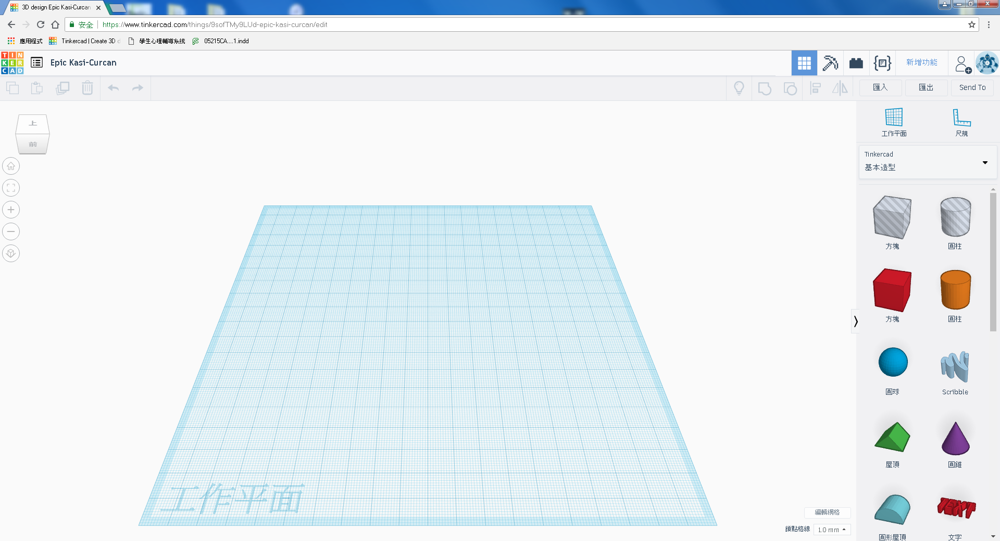 3D design Epic Kasi-Curcan
安全
https://www.tinkercad.com/things/9sofTMy9LUd-epic-kasi-curcan/edit
應用程式
Tinkercad | Create 3D d
學生心理輔導系統
05215CA....1.indd
TIN
KER
CAD
Epic Kasi-Curcan
新增功能
匯入
匯出
Send To
上
前
工作平面
尺規
Tinkercad
基本造型
方塊
圓柱
方塊
圓柱
圓球
Scribble
屋頂
圓錐
TEXT
圓形屋頂
文字
工作平面
編輯網格
鎖點格線
1.0 mm